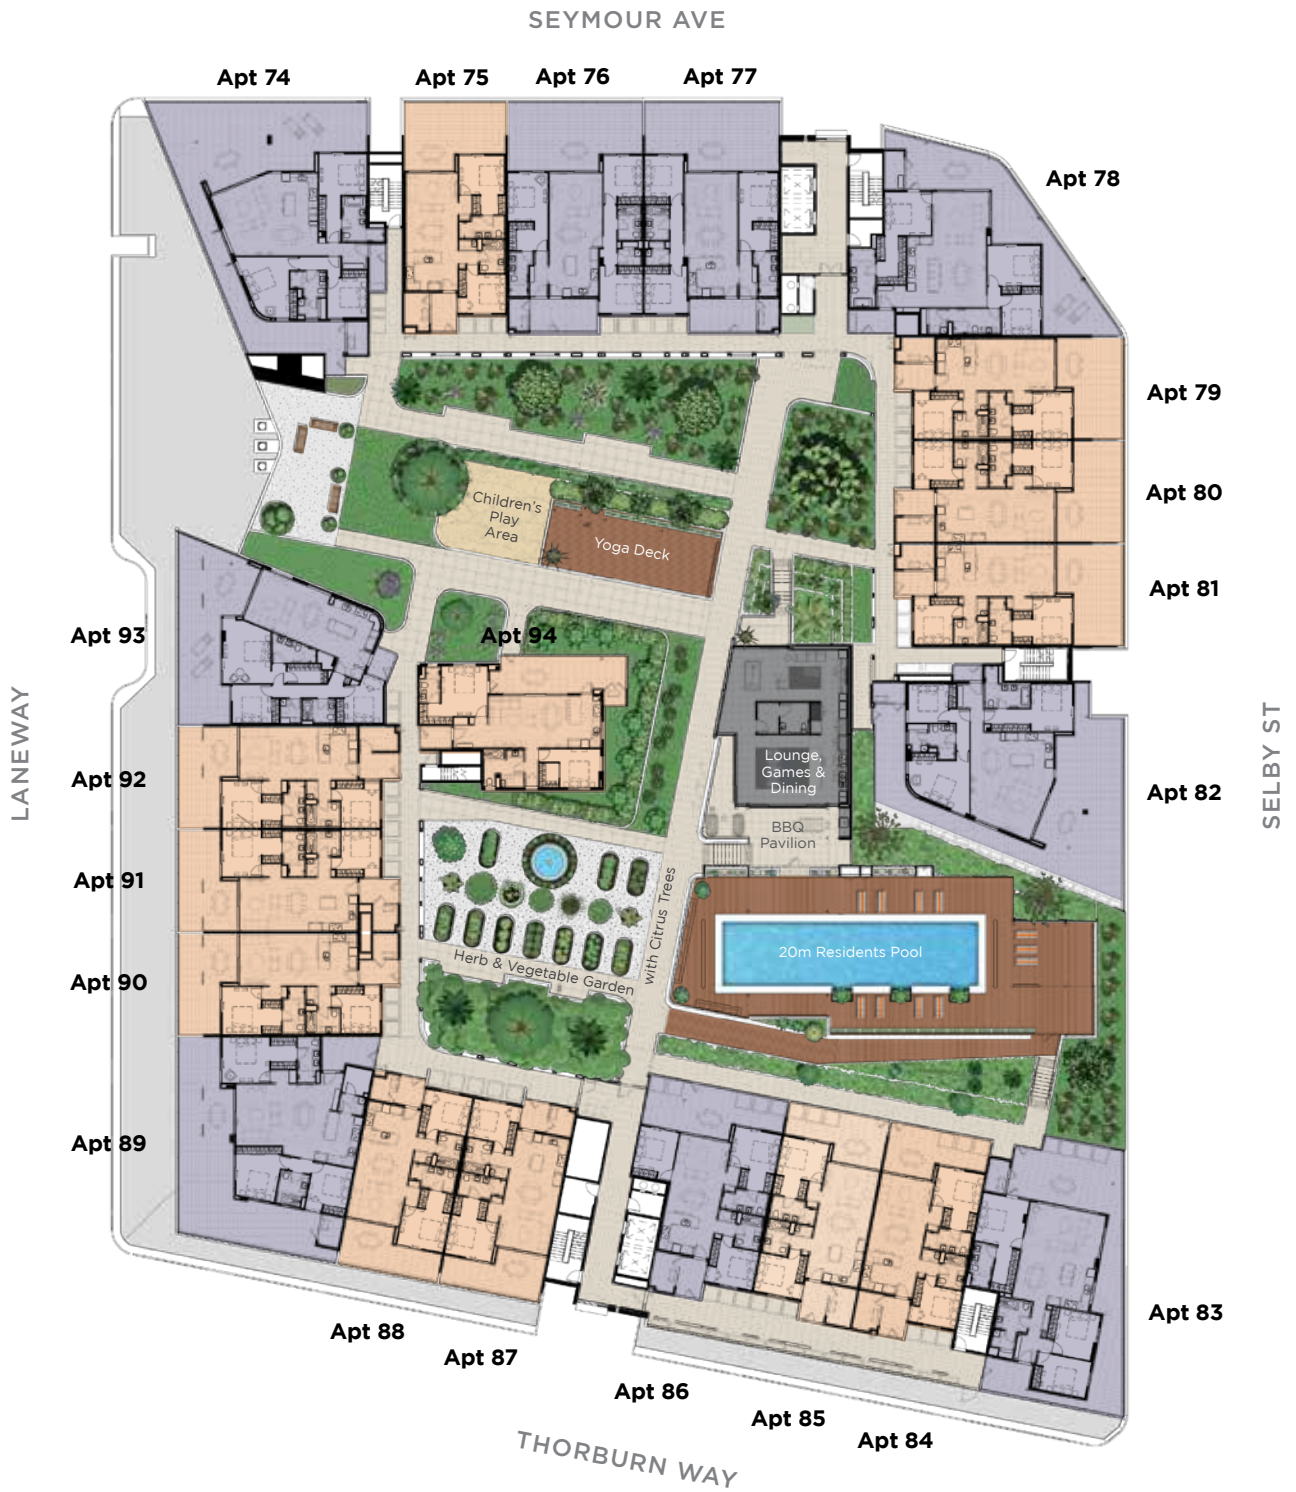 SEYMOUR AVE
Apt 74
Apt 75
Apt 76
Apt 77
Apt 78
Apt 79
Apt 80
Children's
Play
Area
Yoga Deck
Apt 81
Apt 93
Apt 94
LANEWAY
SELBY ST
Apt 92
Lounge,
Games &
Dining
Apt 82
BBQ
Pavilion
Apt 91
with Citrus Trees
Herb & Vegetable Garden
20m Residents Pool
Apt 90
Apt 89
Apt 83
Apt 88
Apt 87
Apt 86
Apt 85
Apt 84
THORBURN WAY